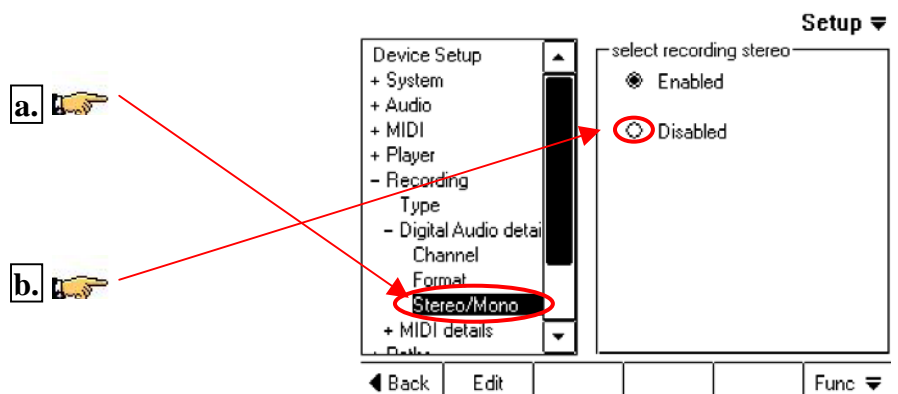 Setup
a.
b.
Device Setup
+ System
+ Audio
+ MIDI
+ Player
– Recording
Type
– Digital Audio detai
Channel
Format
Stereo/Mono
+ MIDI details
select recording stereo
Enabled
Disabled
Back Edit Func